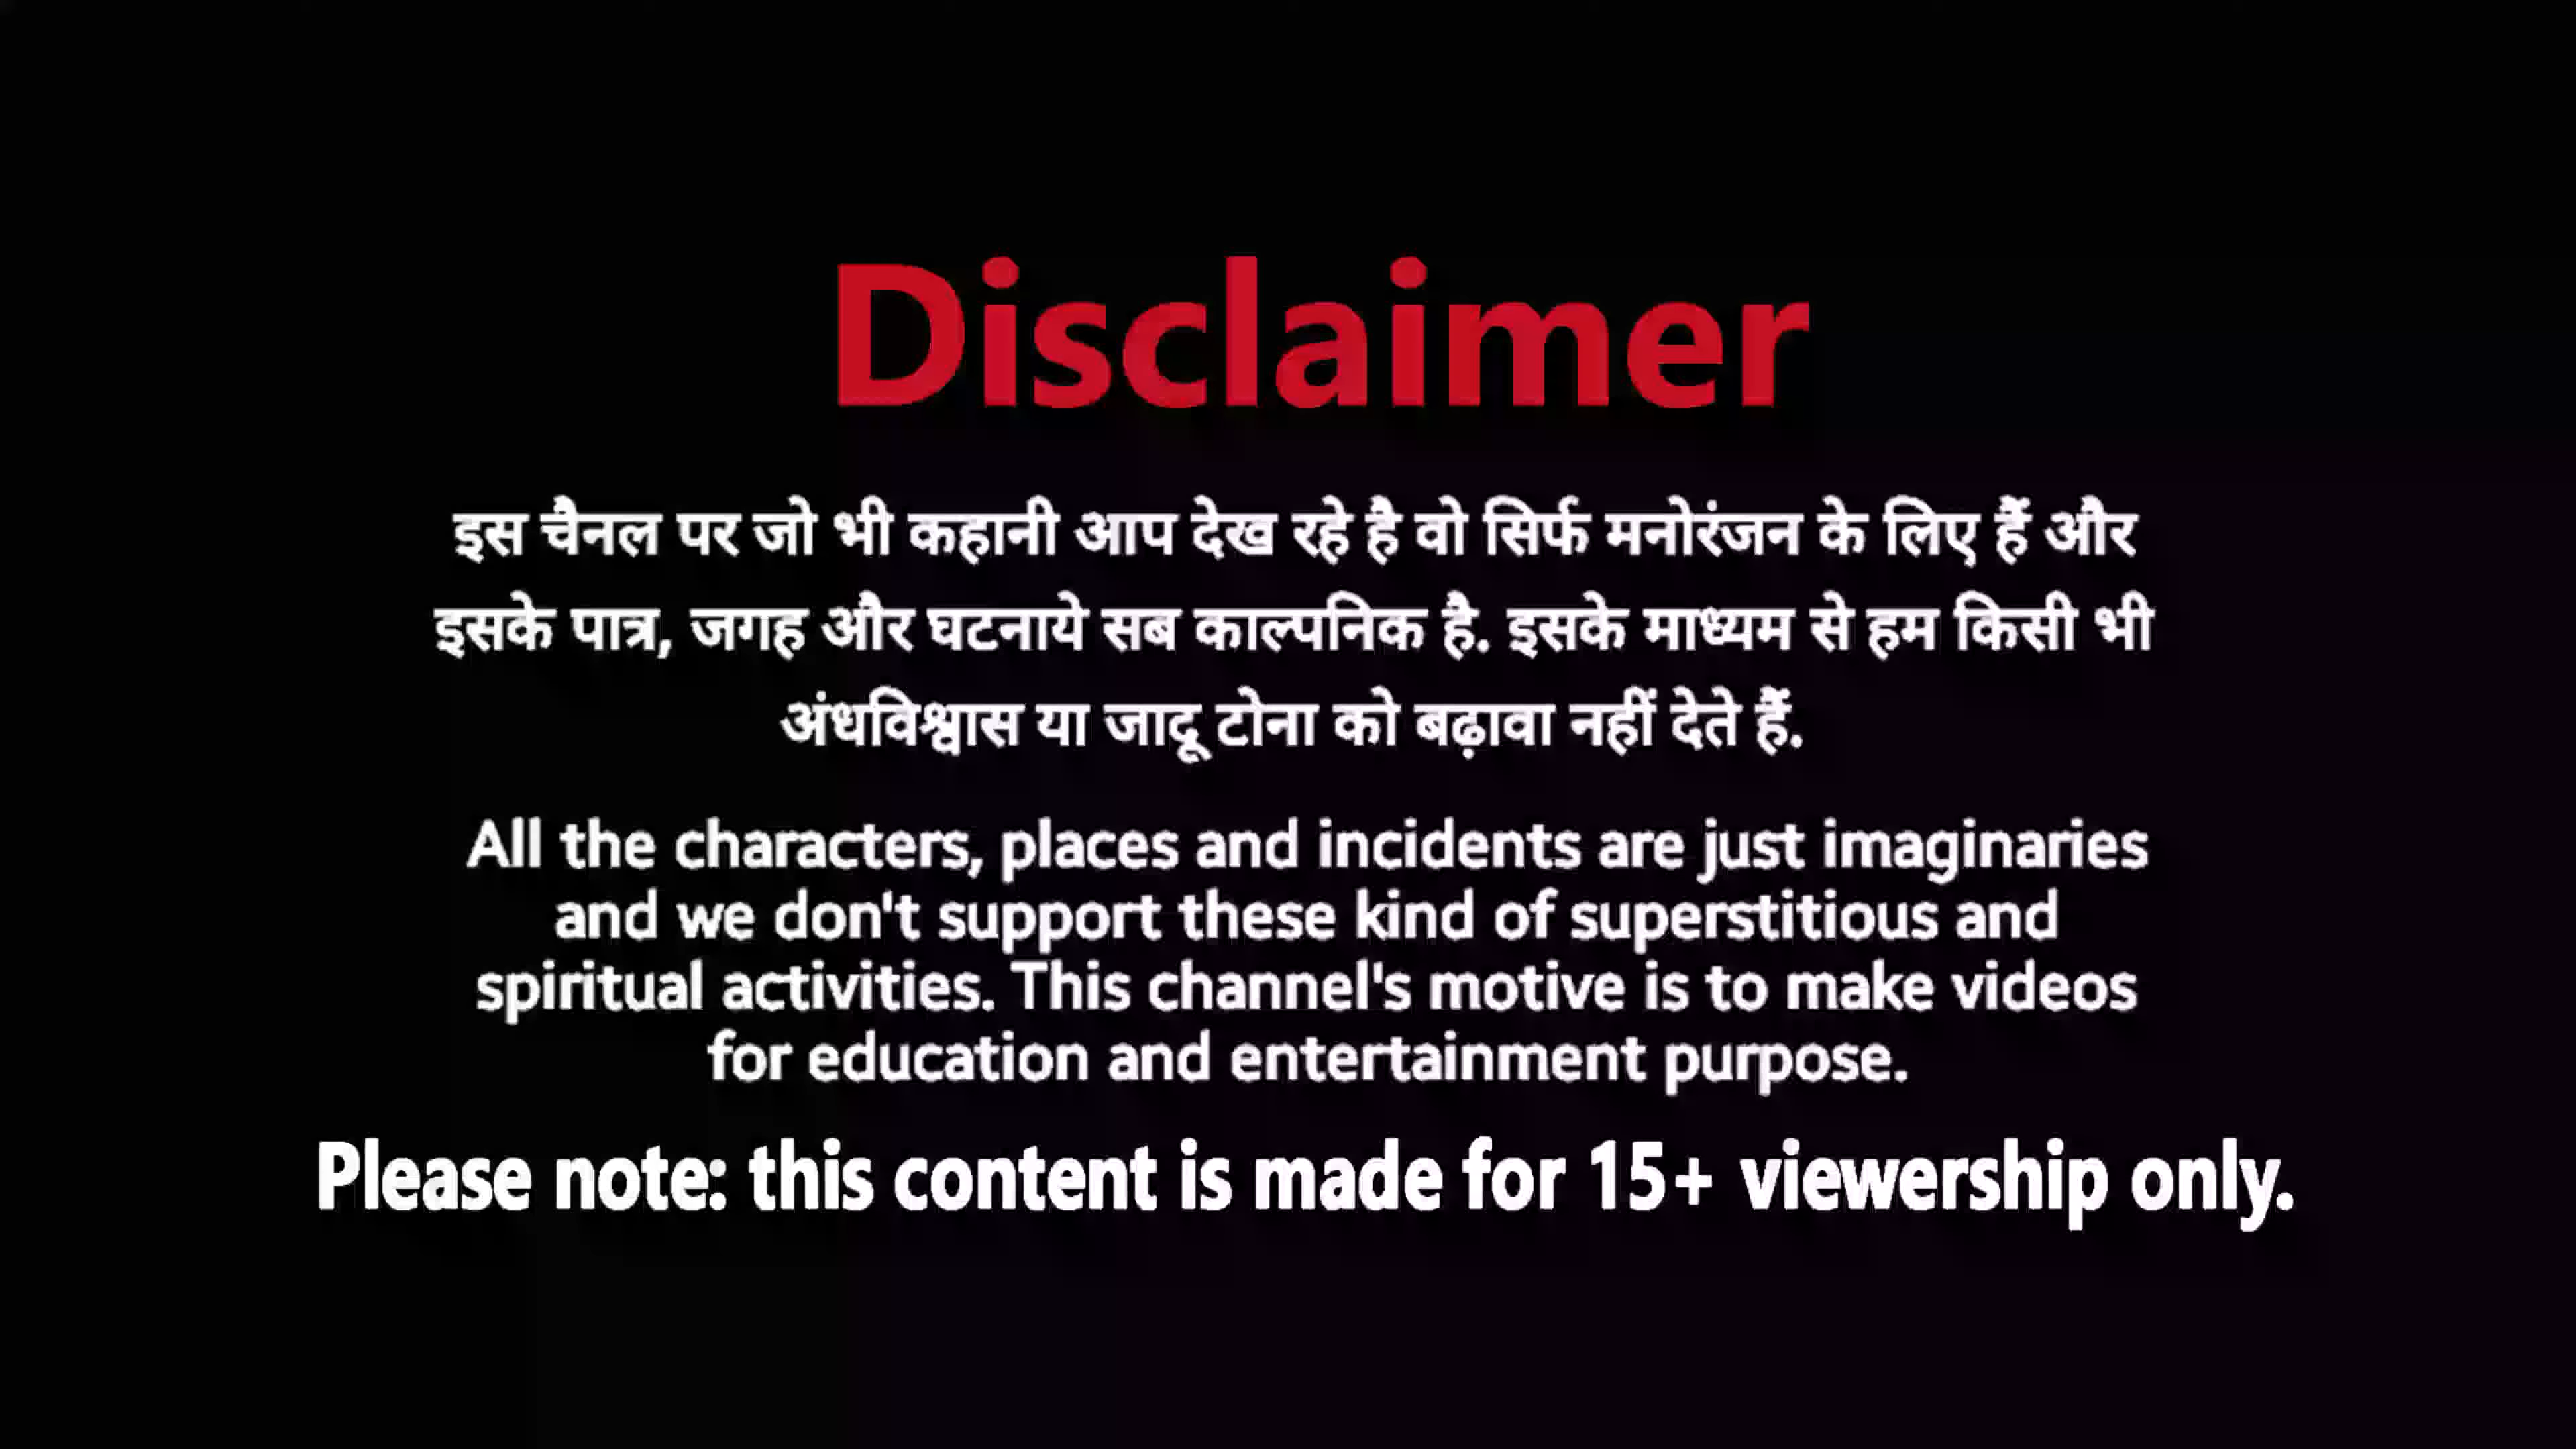 Disclaimer
इस चैनल पर जो भी कहानी आप देख रहे है वो सिर्फ मनोरंजन के लिए हैं और
इसके पात्र, जगह और घटनाये सब काल्पनिक है. इसके माध्यम से हम किसी भी
अंधविश्वास या जादू टोना को बढ़ावा नहीं देते हैं.
All the characters, places and incidents are just imaginaries
and we don't support these kind of superstitious and
spiritual activities. This channel's motive is to make videos
for education and entertainment purpose.
Please note: this content is made for 15+ viewership only.